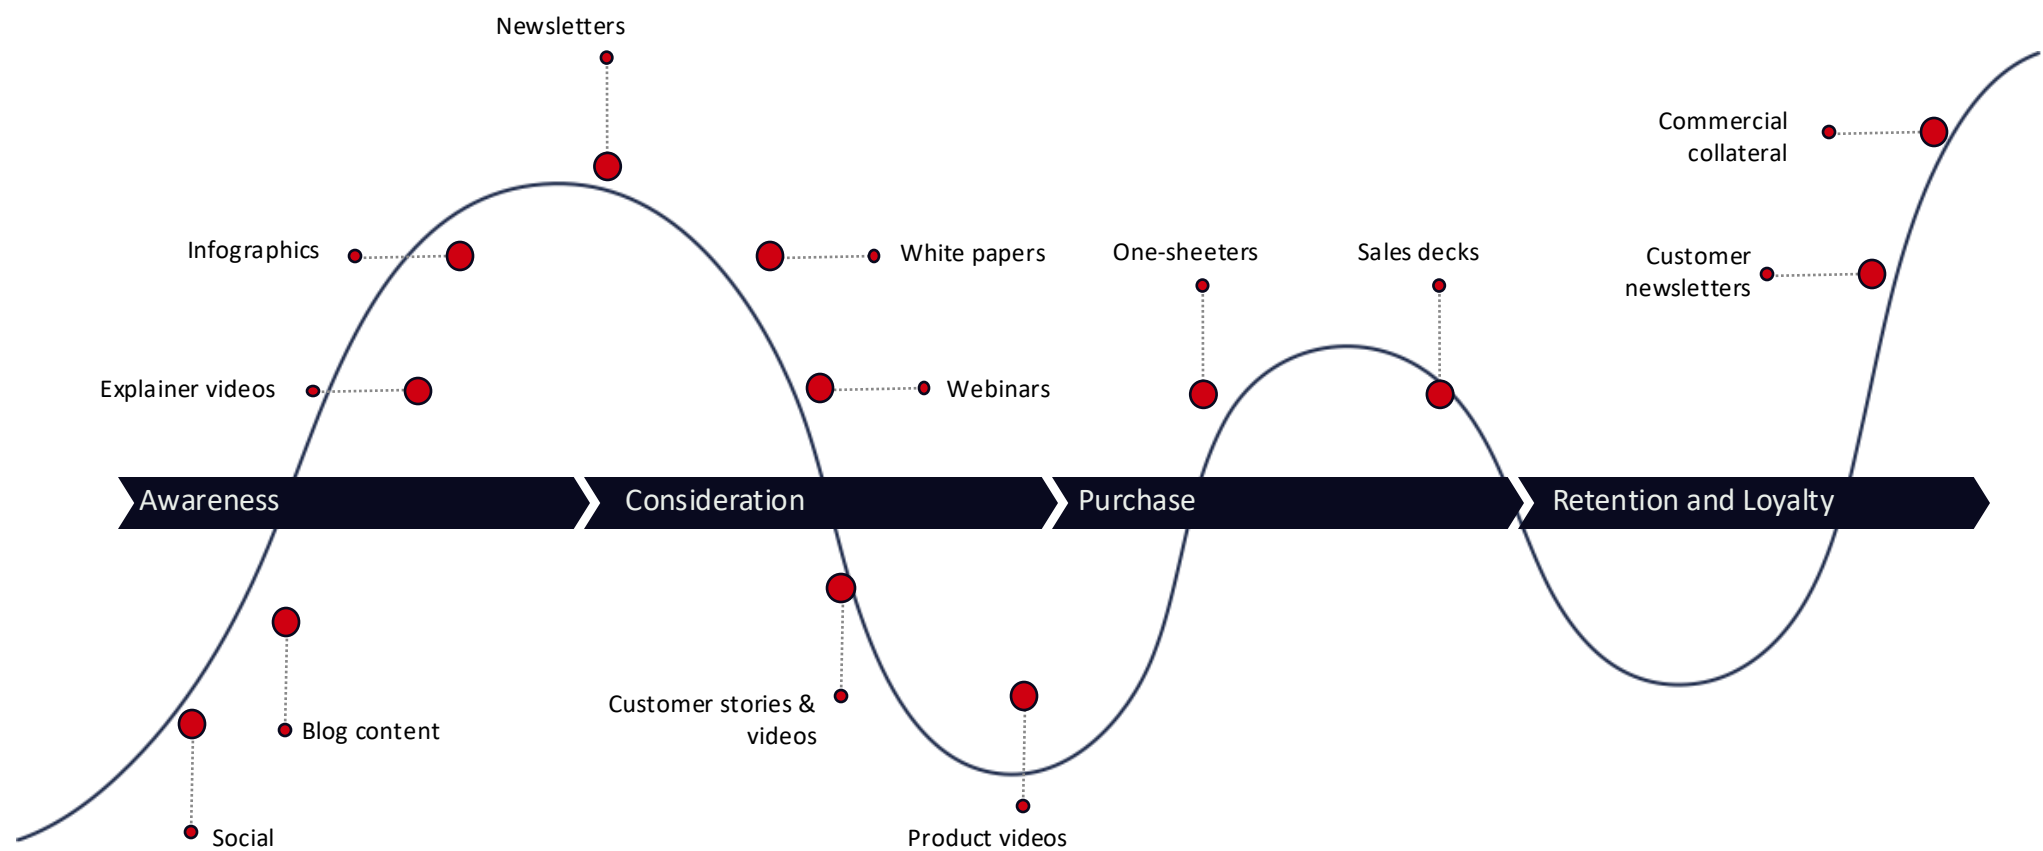 Newsletters
Commercial
collateral
Infographics
White papers
One-sheeters
Sales decks
Customer
newsletters
Explainer videos
Webinars
Awareness
Consideration
Purchase
Retention and Loyalty
Customer stories &
videos
Blog content
Social
Product videos